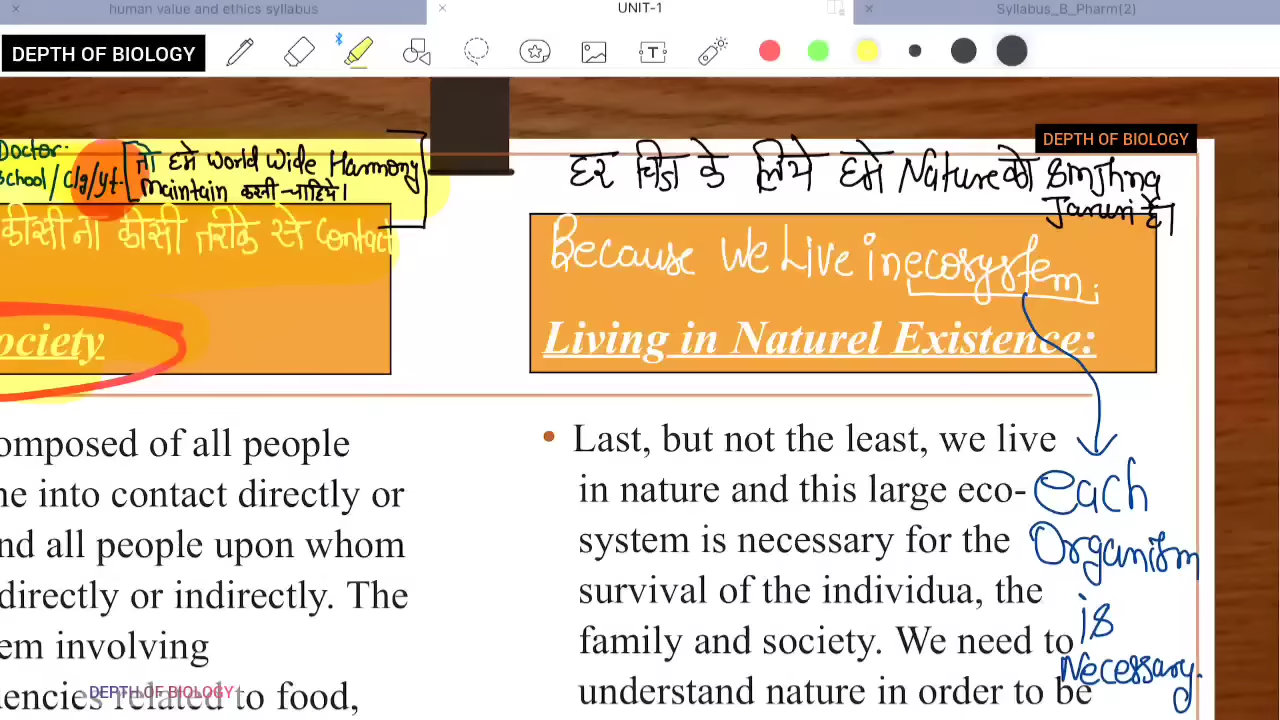 human value and ethics syllabus
UNIT-1
Syllabus_B_Pharm(2)
DEPTH OF BIOLOGY
DEPTH OF BIOLOGY
Doctor.
school/clg/yt.
तो हमे World Wide Harmony
Maintain करनी चाहिये।
कीसी ना कीसी तरीके से Contact
ociety
omposed of all people
ne into contact directly or
nd all people upon whom
directly or indirectly. The
em involving
iencies related to food,
DEPTH OF BIOLOGY
हर चिज के लिये हमे Nature को smjhna
Jaruri है।
Because We Live in ecosystem.
Living in Naturel Existence:
• Last, but not the least, we live
in nature and this large eco-
system is necessary for the
survival of the individua, the
family and society. We need to
understand nature in order to be
each
Organism
is
Necessary.